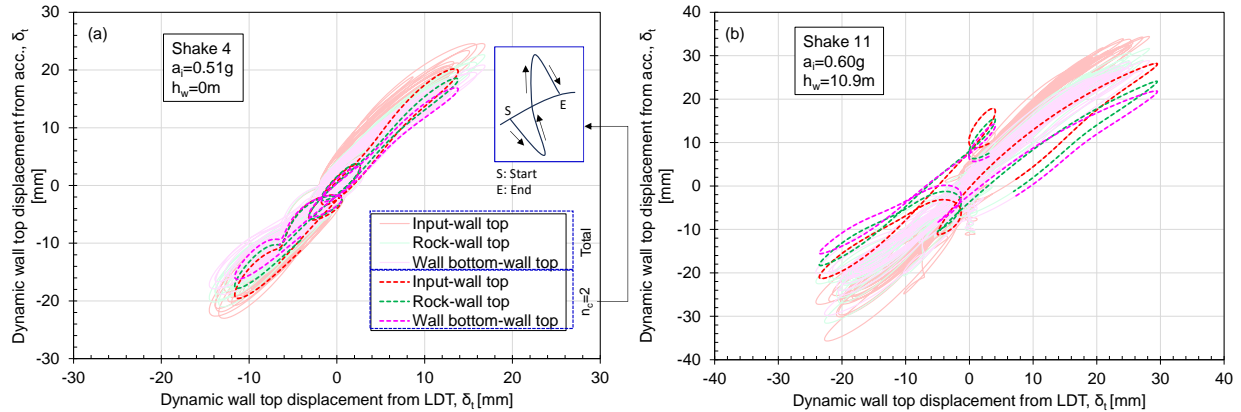 (a)
Shake 4
aᵢ=0.51g
h_w=0m
Dynamic wall top displacement from acc., δ_t
[mm]
30
20
10
0
-10
-20
-30
-30 -20 -10 0 10 20 30
Dynamic wall top displacement from LDT, δ_t [mm]
S
E
S: Start
E: End
Input-wall top
Rock-wall top
Wall bottom-wall top
Total
Input-wall top
Rock-wall top
Wall bottom-wall top
n_c=2
(b)
Shake 11
aᵢ=0.60g
h_w=10.9m
Dynamic wall top displacement from acc., δ_t
[mm]
40
30
20
10
0
-10
-20
-30
-40
-40 -30 -20 -10 0 10 20 30 40
Dynamic wall top displacement from LDT, δ_t [mm]